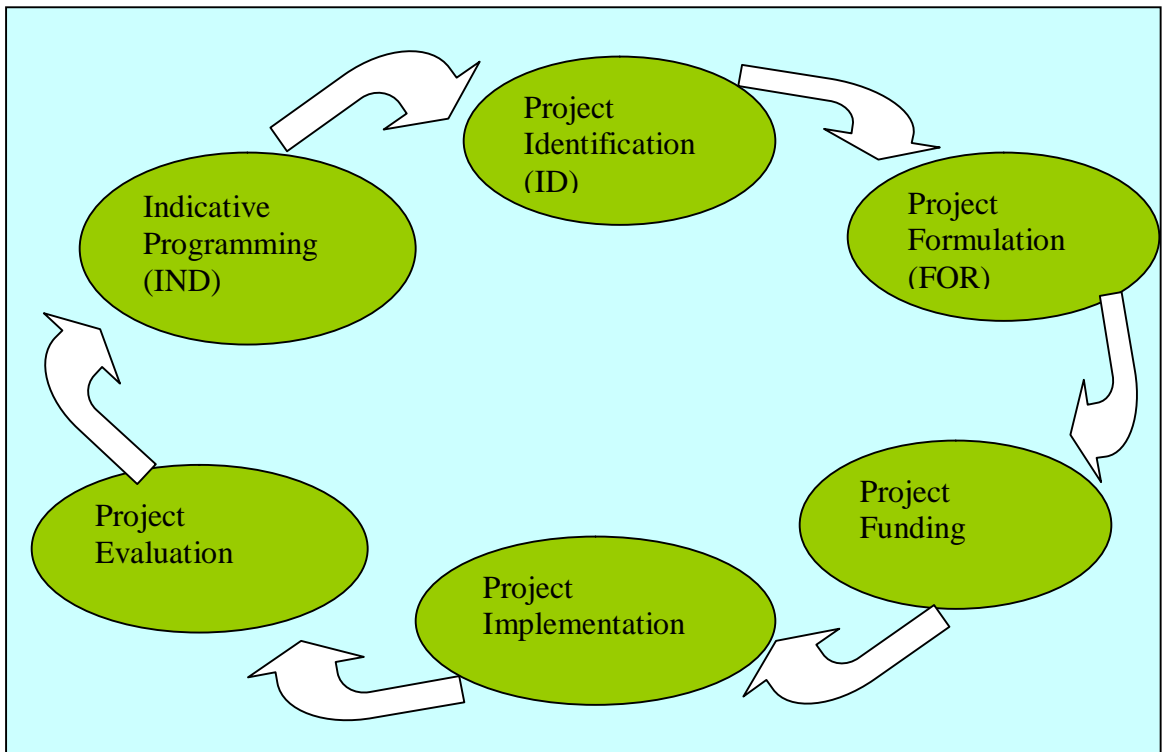 Project
Identification
(ID)
Project
Formulation
(FOR)
Project
Funding
Project
Implementation
Project
Evaluation
Indicative
Programming
(IND)